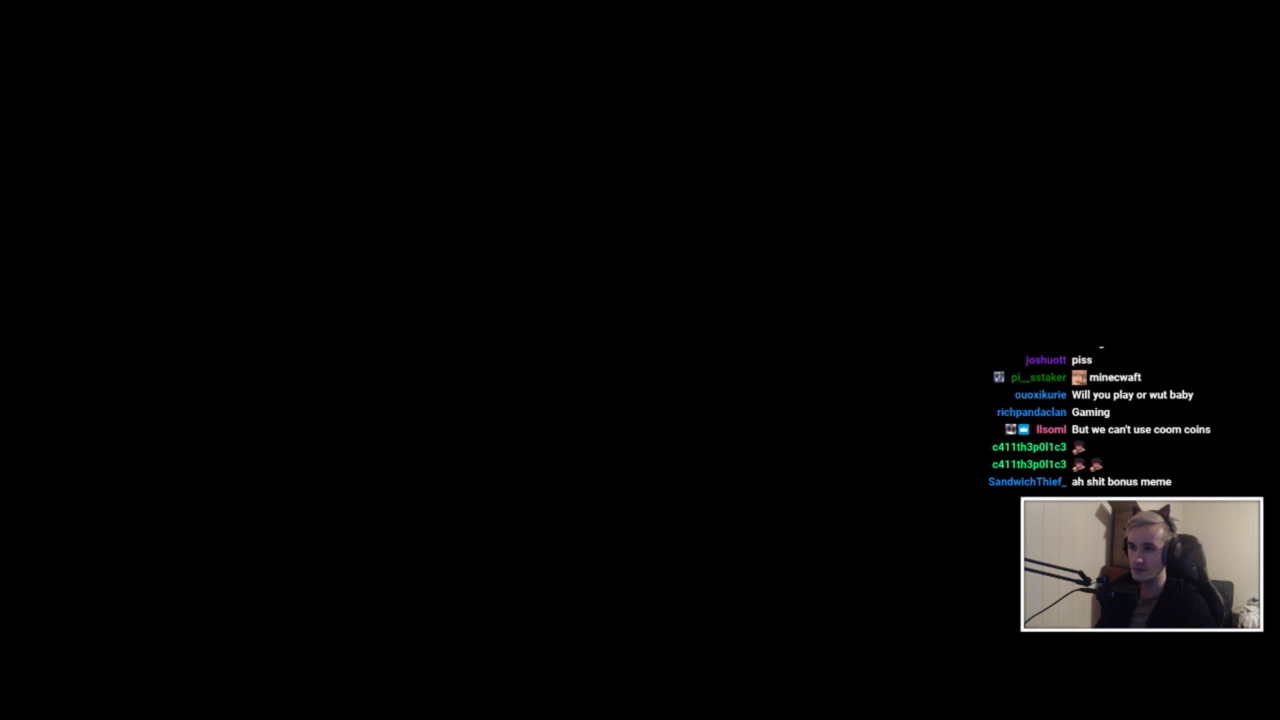 joshuott piss
pi__sstaker minecwaft
ouoxikurie Will you play or wut baby
richpandaclan Gaming
llsoml But we can't use coom coins
c411th3p0l1c3
c411th3p0l1c3
SandwichThief_ ah shit bonus meme